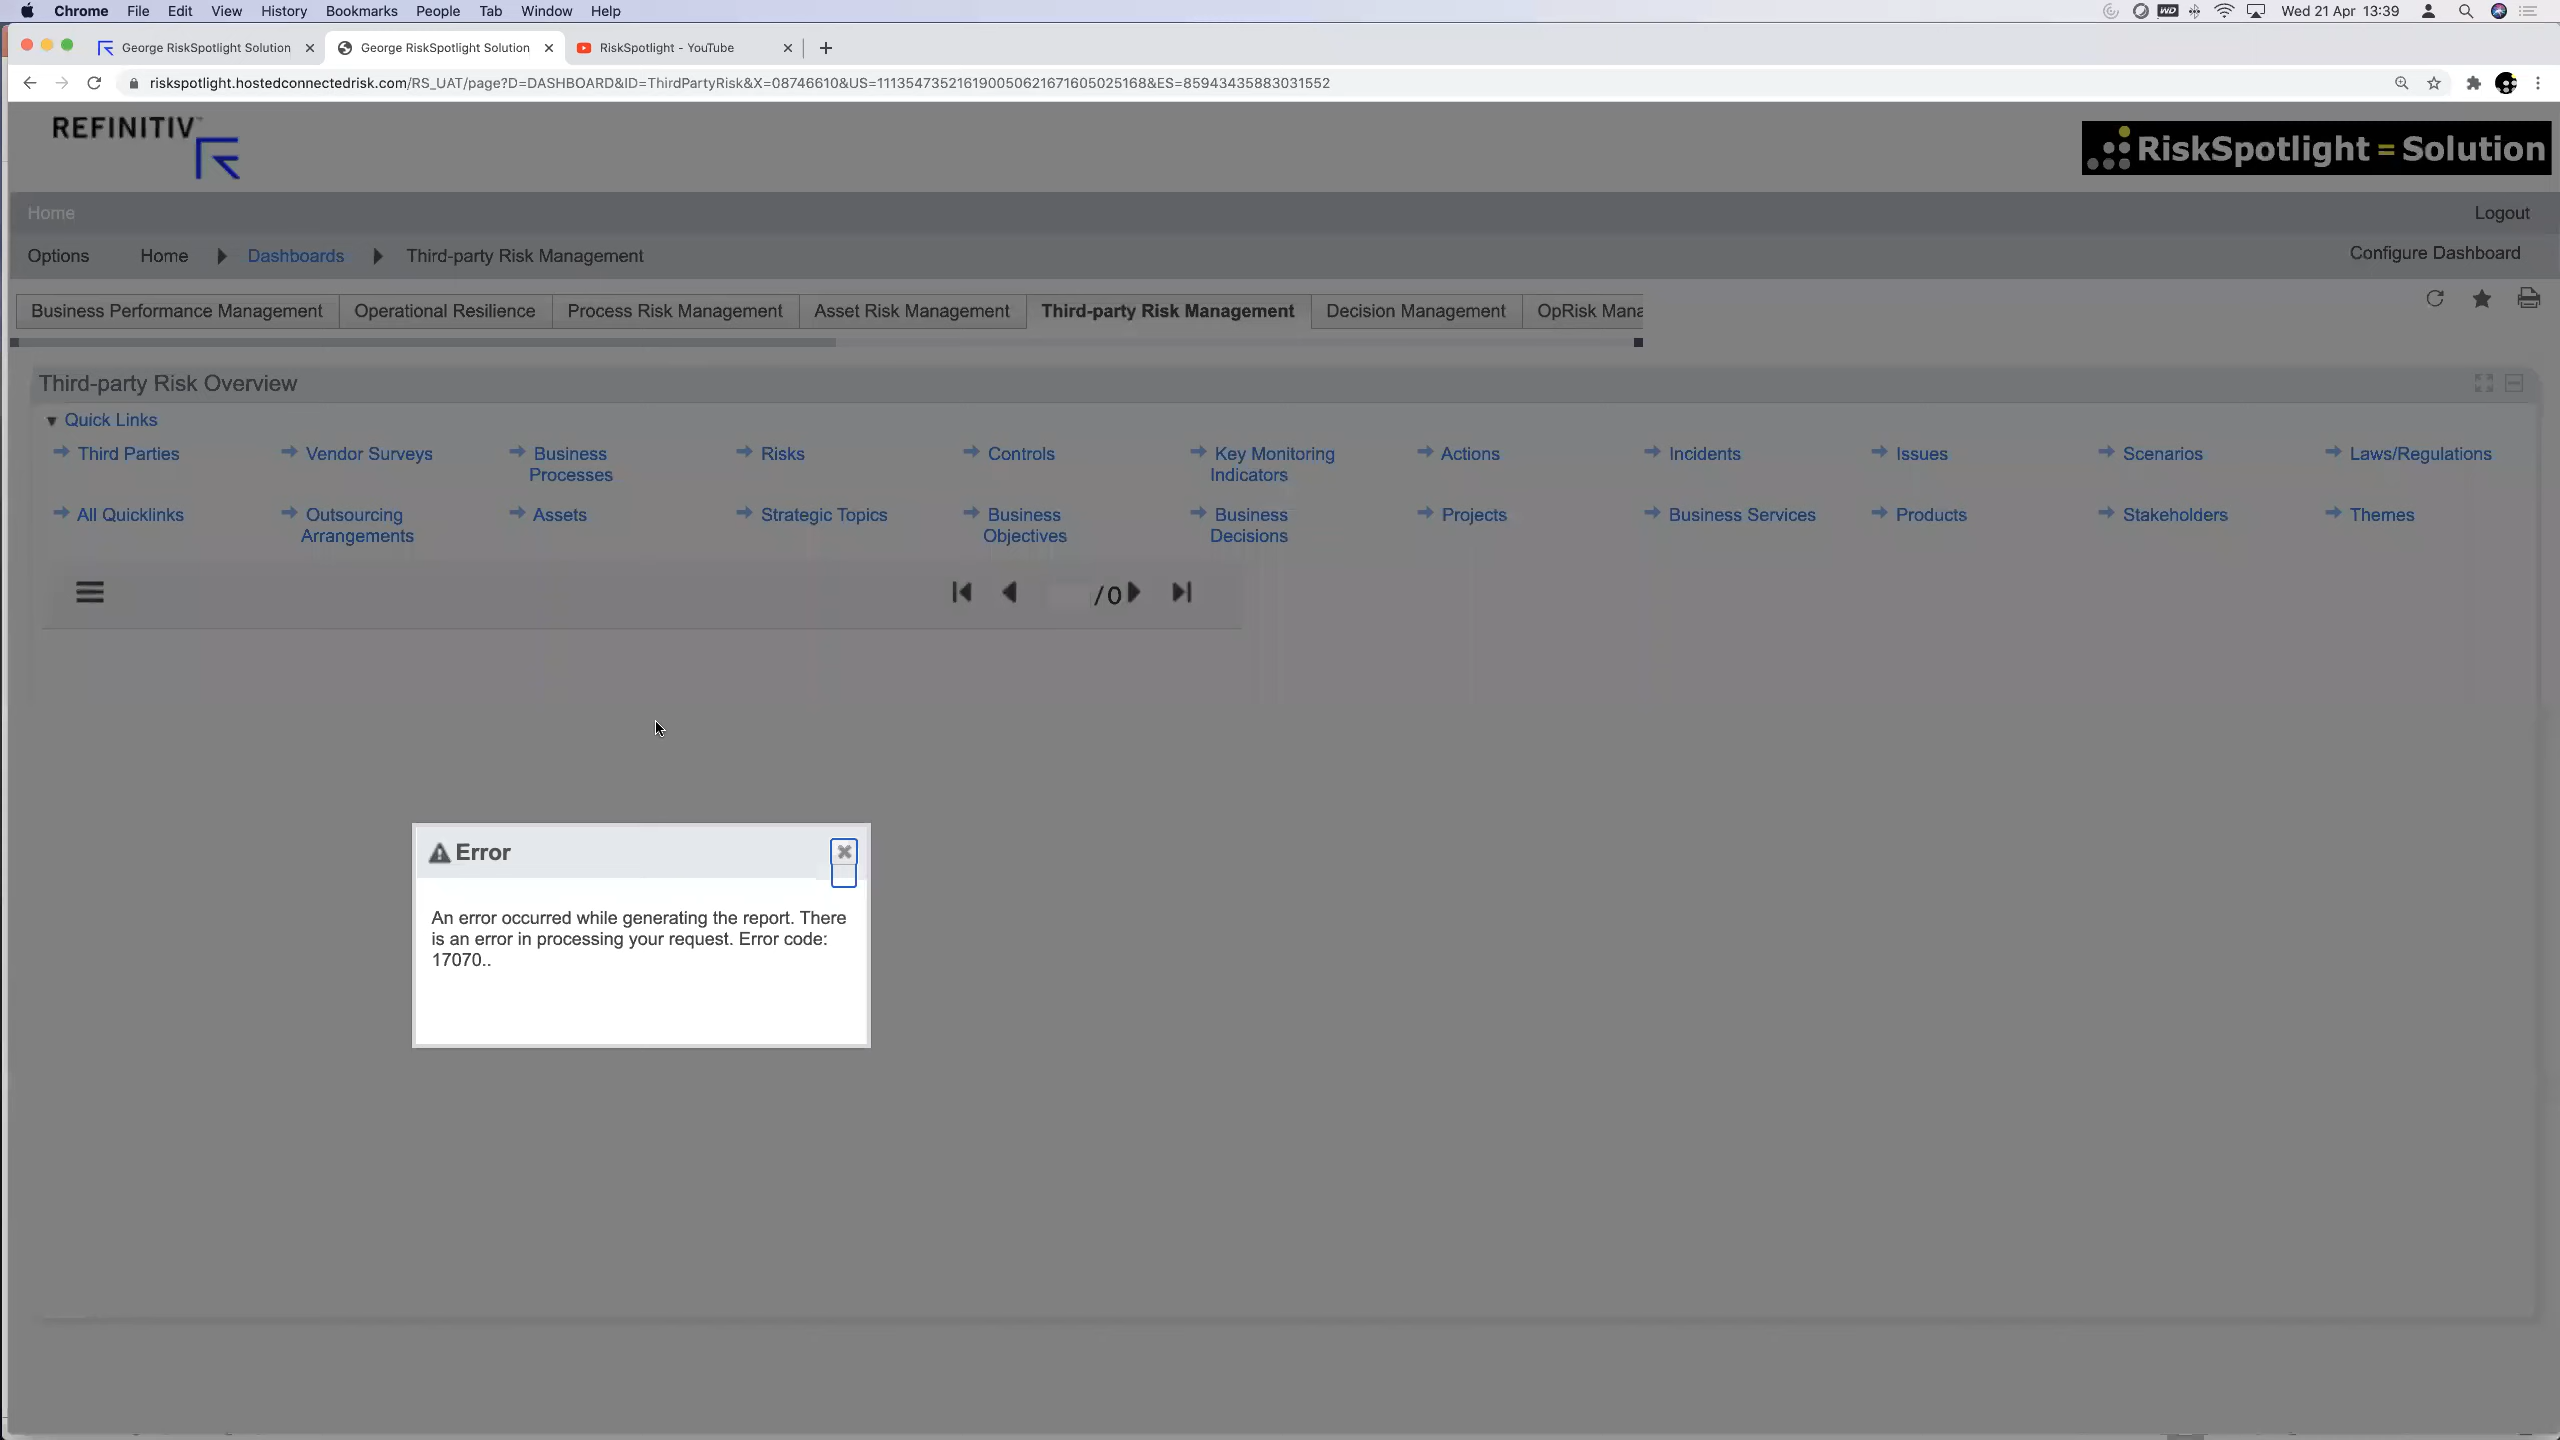 Chrome File Edit View History Bookmarks People Tab Window Help WD Wed 21 Apr 13:39
George RiskSpotlight Solution George RiskSpotlight Solution RiskSpotlight - YouTube
riskspotlight.hostedconnectedrisk.com/RS_UAT/page?D=DASHBOARD&ID=ThirdPartyRisk&X=08746610&US=11135473521619005062167160502516 8&ES=85943435883031552
REFINITIV™
RiskSpotlight = Solution
Home Logout
Options Home Dashboards Third-party Risk Management Configure Dashboard
Business Performance Management Operational Resilience Process Risk Management Asset Risk Management Third-party Risk Management Decision Management OpRisk Mana
Third-party Risk Overview
Quick Links
Third Parties Vendor Surveys Business Processes Risks Controls Key Monitoring Indicators Actions Incidents Issues Scenarios Laws/Regulations
All Quicklinks Outsourcing Arrangements Assets Strategic Topics Business Objectives Business Decisions Projects Business Services Products Stakeholders Themes
/ 0
Error
An error occurred while generating the report. There
is an error in processing your request. Error code:
17070..